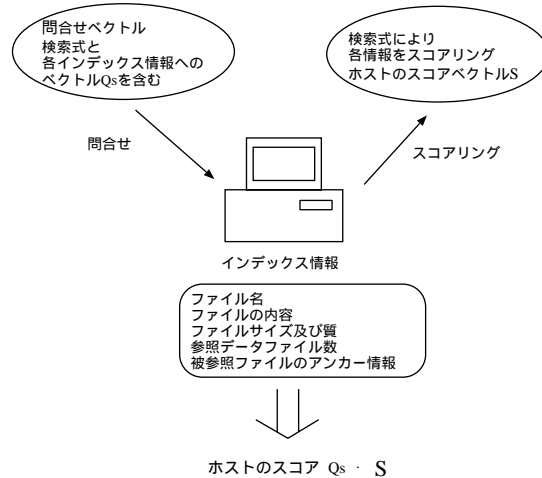 問合せベクトル
検索式と
各インデックス情報への
ベクトルQsを含む
検索式により
各情報をスコアリング
ホストのスコアベクトルS
問合せ
スコアリング
インデックス情報
ファイル名
ファイルの内容
ファイルサイズ及び質
参照データファイル数
被参照ファイルのアンカー情報
ホストのスコア Qs · S